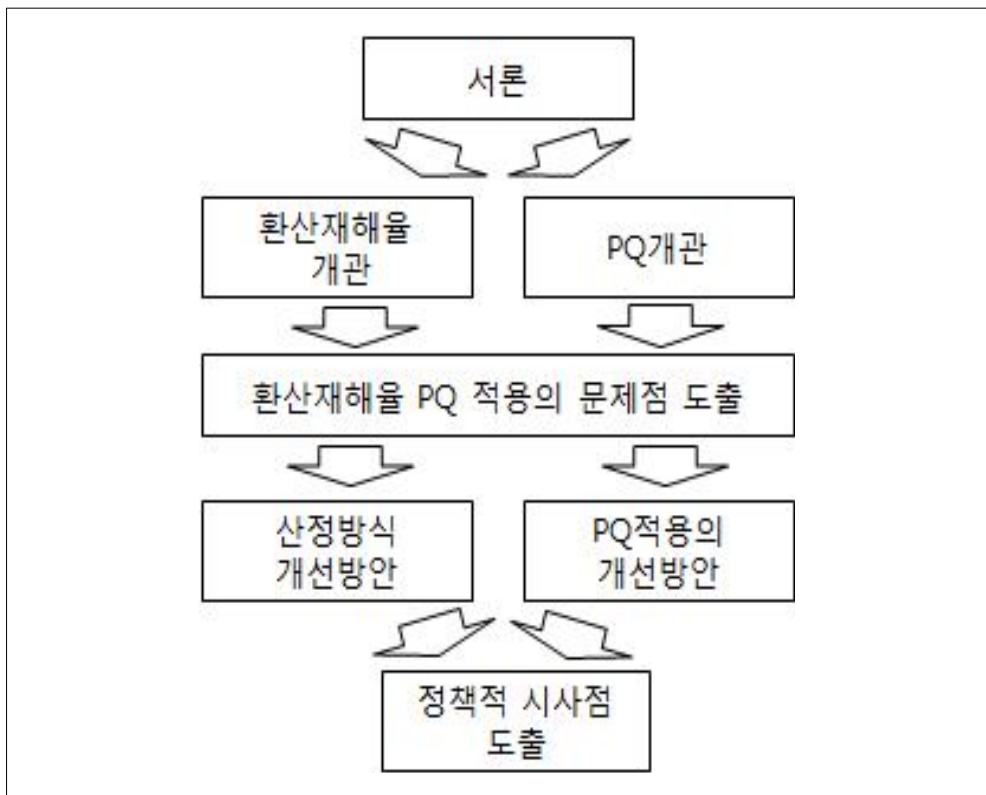 서론
환산재해율
개관
PQ개관
환산재해율 PQ 적용의 문제점 도출
산정방식
개선방안
PQ적용의
개선방안
정책적 시사점
도출